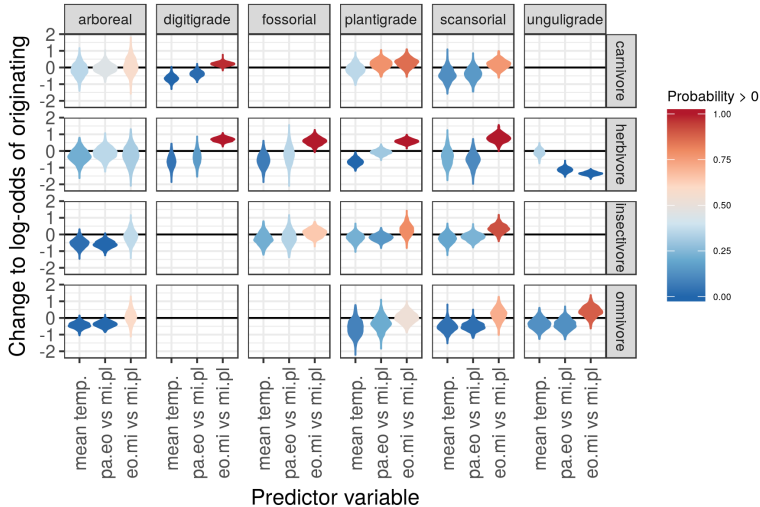 arboreal digitigrade fossorial plantigrade scansorial unguligrade
Change to log-odds of originating
2
1
0
-1
-2
carnivore
2
1
0
-1
-2
herbivore
2
1
0
-1
-2
insectivore
2
1
0
-1
-2
omnivore
mean temp. pa.eo vs mi.pl eo.mi vs mi.pl mean temp. pa.eo vs mi.pl eo.mi vs mi.pl mean temp. pa.eo vs mi.pl eo.mi vs mi.pl mean temp. pa.eo vs mi.pl eo.mi vs mi.pl mean temp. pa.eo vs mi.pl eo.mi vs mi.pl mean temp. pa.eo vs mi.pl eo.mi vs mi.pl
Predictor variable
Probability > 0
1.00
0.75
0.50
0.25
0.00